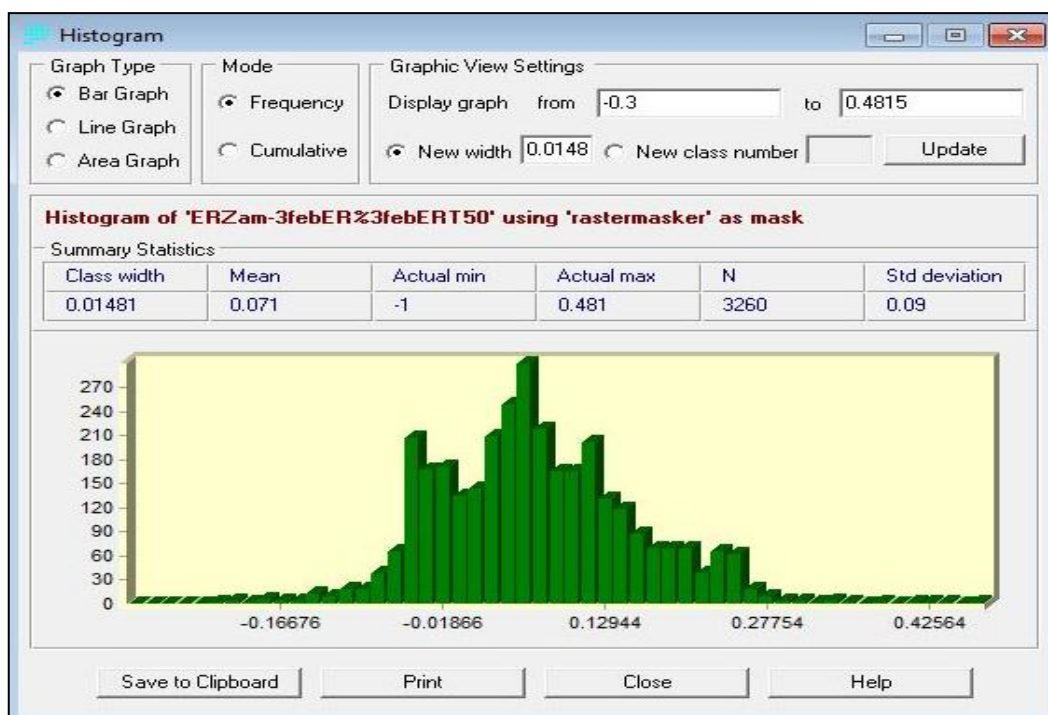 Histogram
Graph Type
Bar Graph
Line Graph
Area Graph
Mode
Frequency
Cumulative
Graphic View Settings
Display graph from -0.3 to 0.4815
New width 0.0148 New class number Update
Histogram of 'ERZam-3febER%3febERT50' using 'rastermasker' as mask
Summary Statistics
Class width Mean Actual min Actual max N Std deviation
0.01481 0.071 -1 0.481 3260 0.09
270
240
210
180
150
120
90
60
30
0
-0.16676 -0.01866 0.12944 0.27754 0.42564
Save to Clipboard Print Close Help